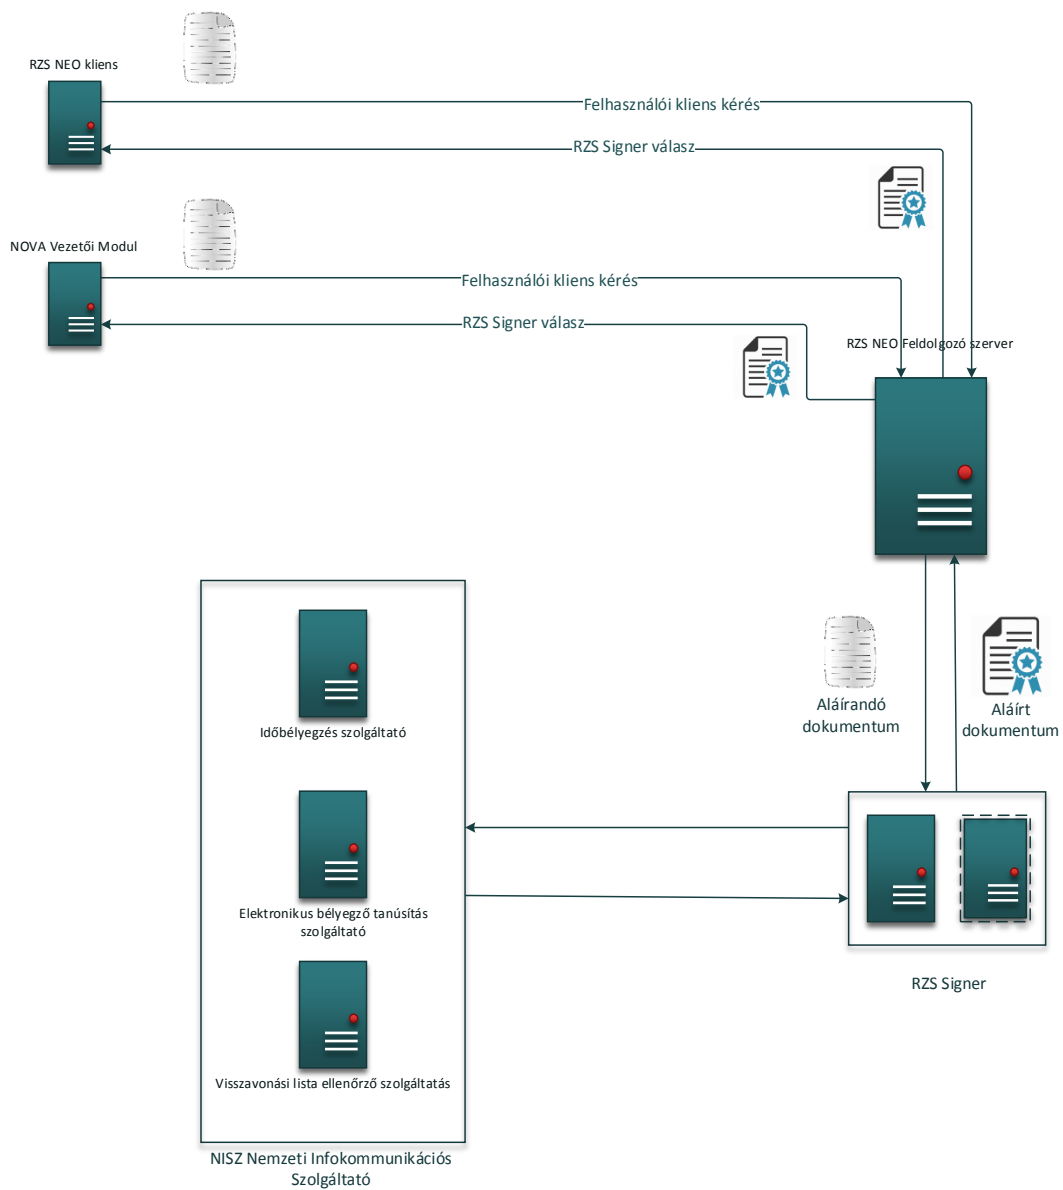 RZS NEO kliens
Felhasználói kliens kérés
RZS Signer válasz
NOVA Vezetői Modul
Felhasználói kliens kérés
RZS Signer válasz
RZS NEO Feldolgozó szerver
Aláírandó
dokumentum
Aláírt
dokumentum
Időbélyegzés szolgáltató
Elektronikus bélyegző tanúsítás
szolgáltató
RZS Signer
Visszavonási lista ellenőrző szolgáltatás
NISZ Nemzeti Infokommunikációs
Szolgáltató